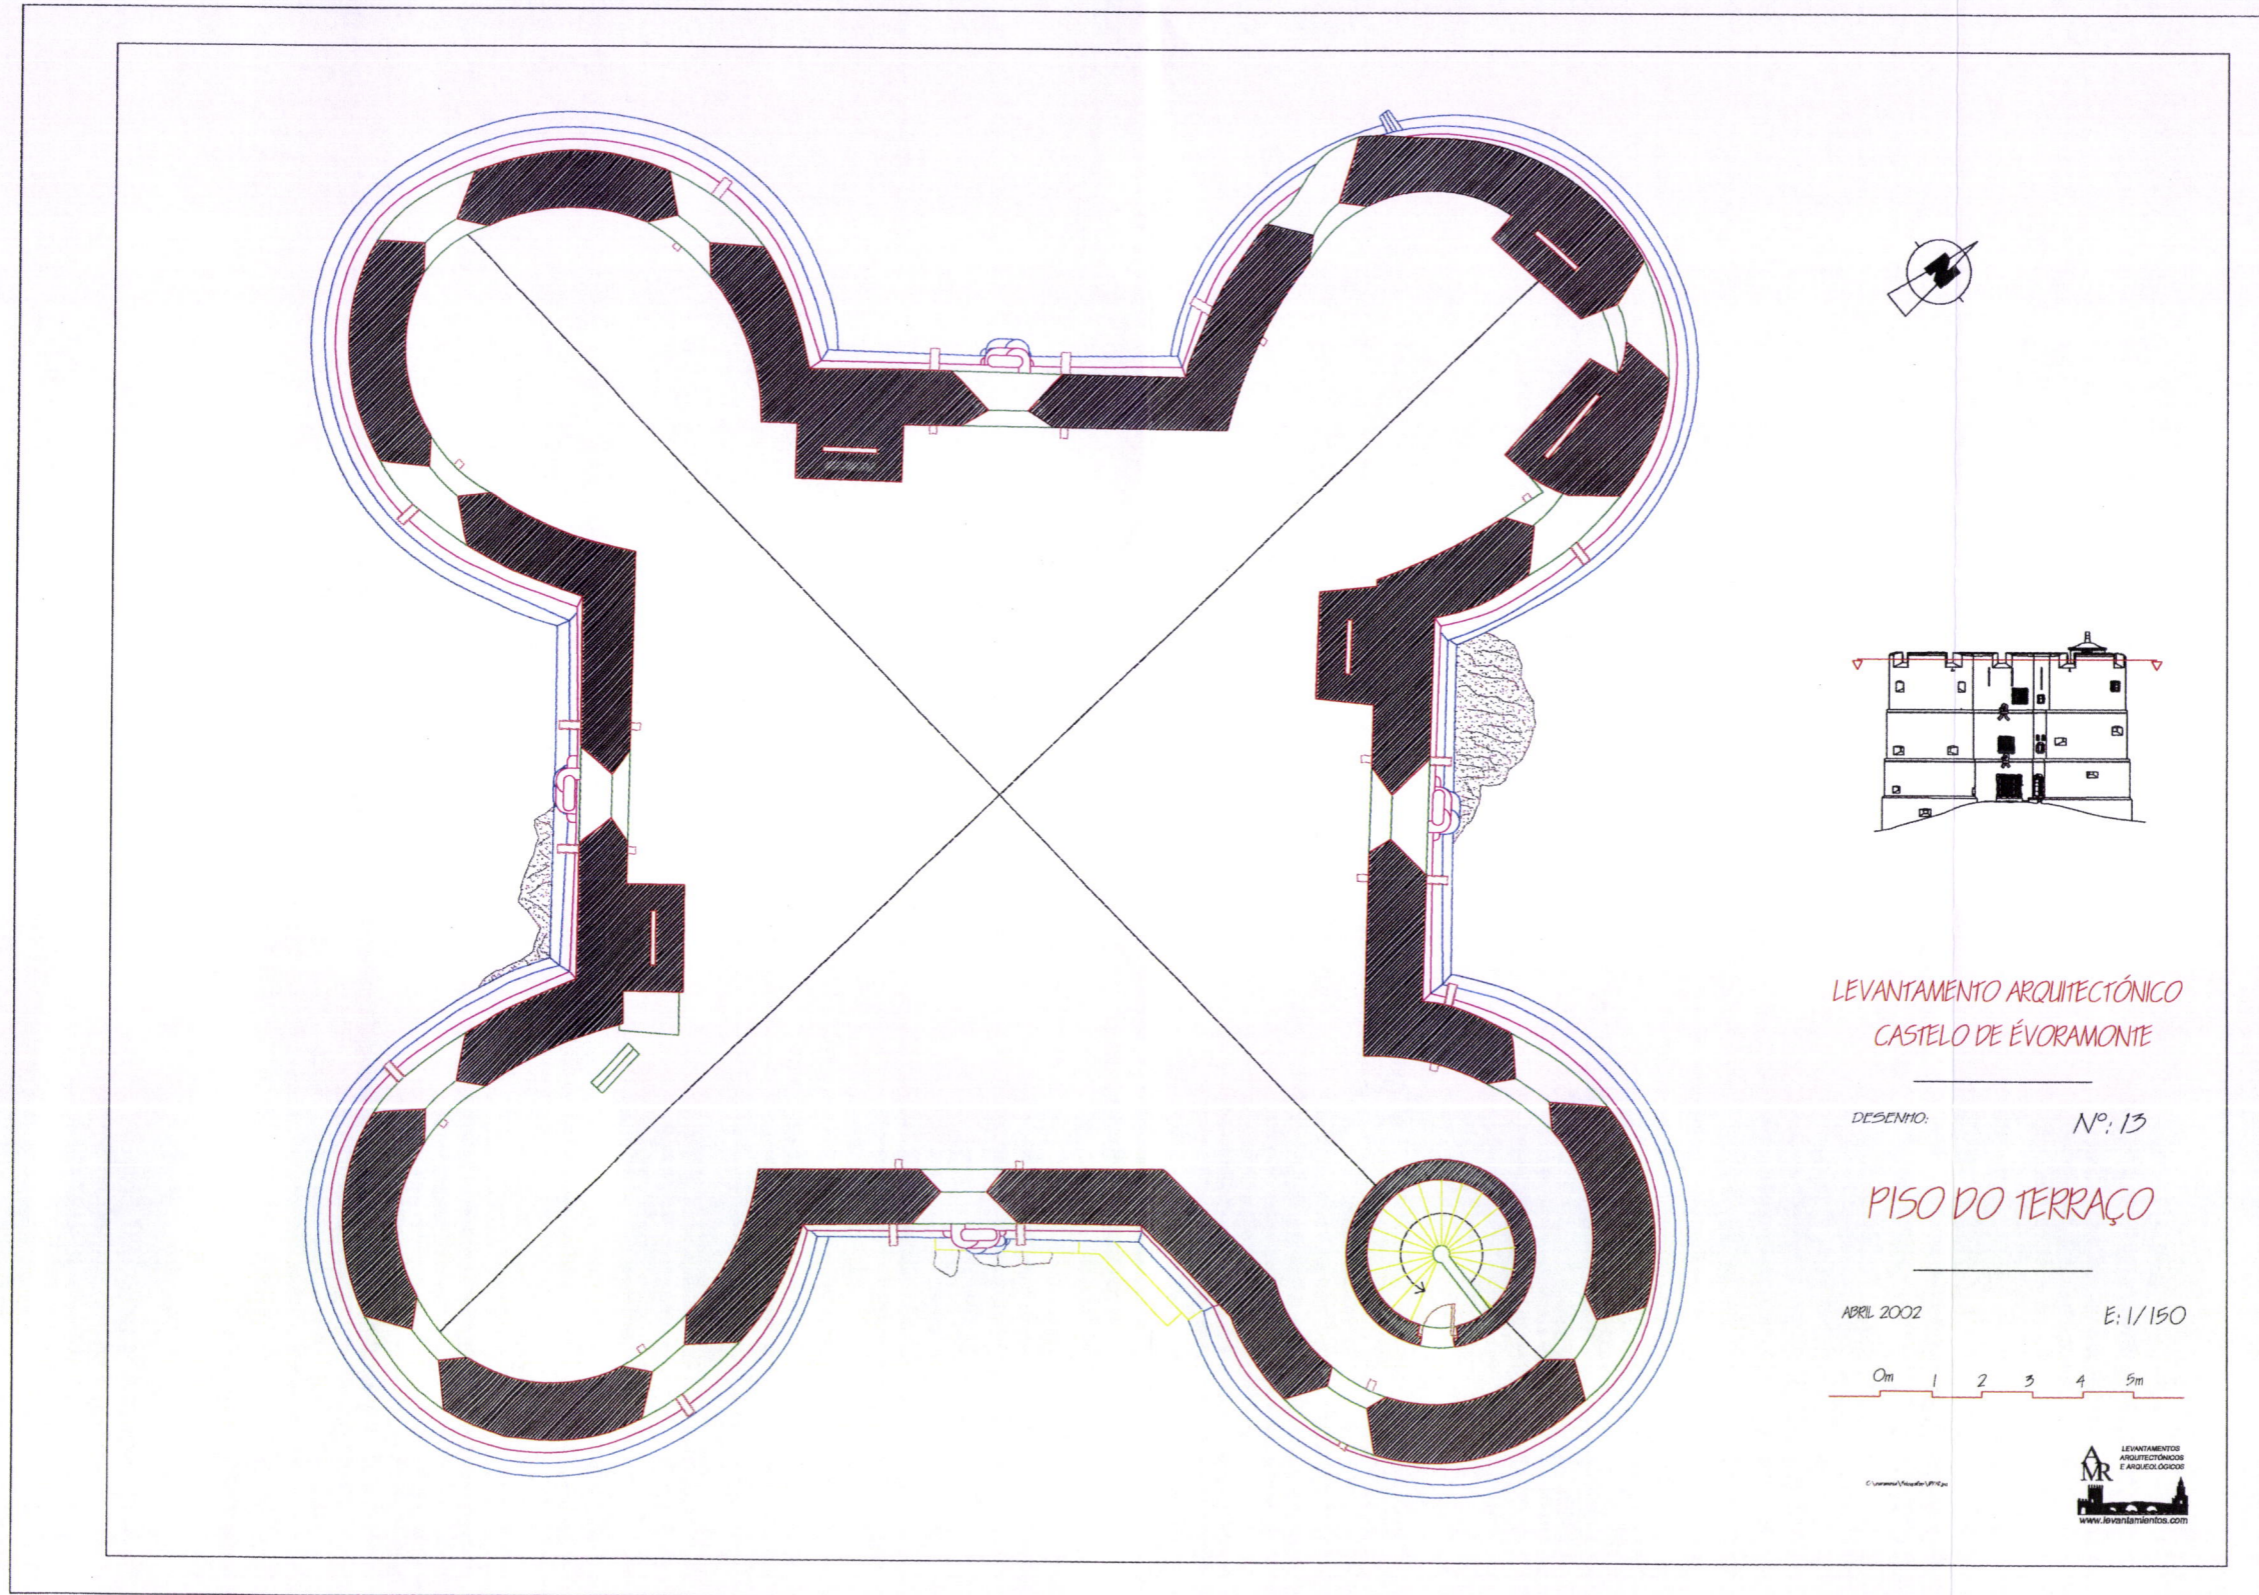 N
LEVANTAMENTO ARQUITECTÓNICO
CASTELO DE ÉVORAMONTE
DESENHO: Nº: 13
PISO DO TERRAÇO
ABRIL 2002 E: 1/150
0m 1 2 3 4 5m
AMR
LEVANTAMENTOS
ARQUITECTÓNICOS
E ARQUEOLÓGICOS
www.levantamientos.com